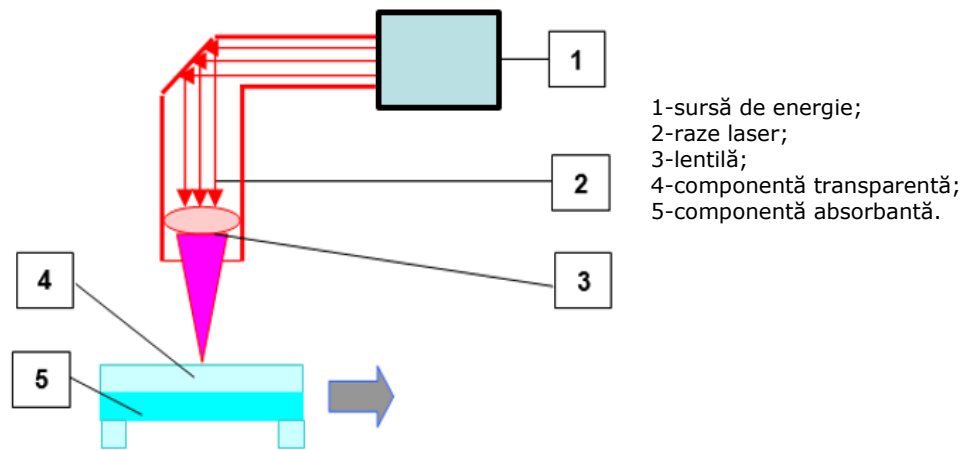 1
1-sursă de energie;
2-raze laser;
3-lentilă;
4-componentă transparentă;
5-componentă absorbantă.
2
4
3
5